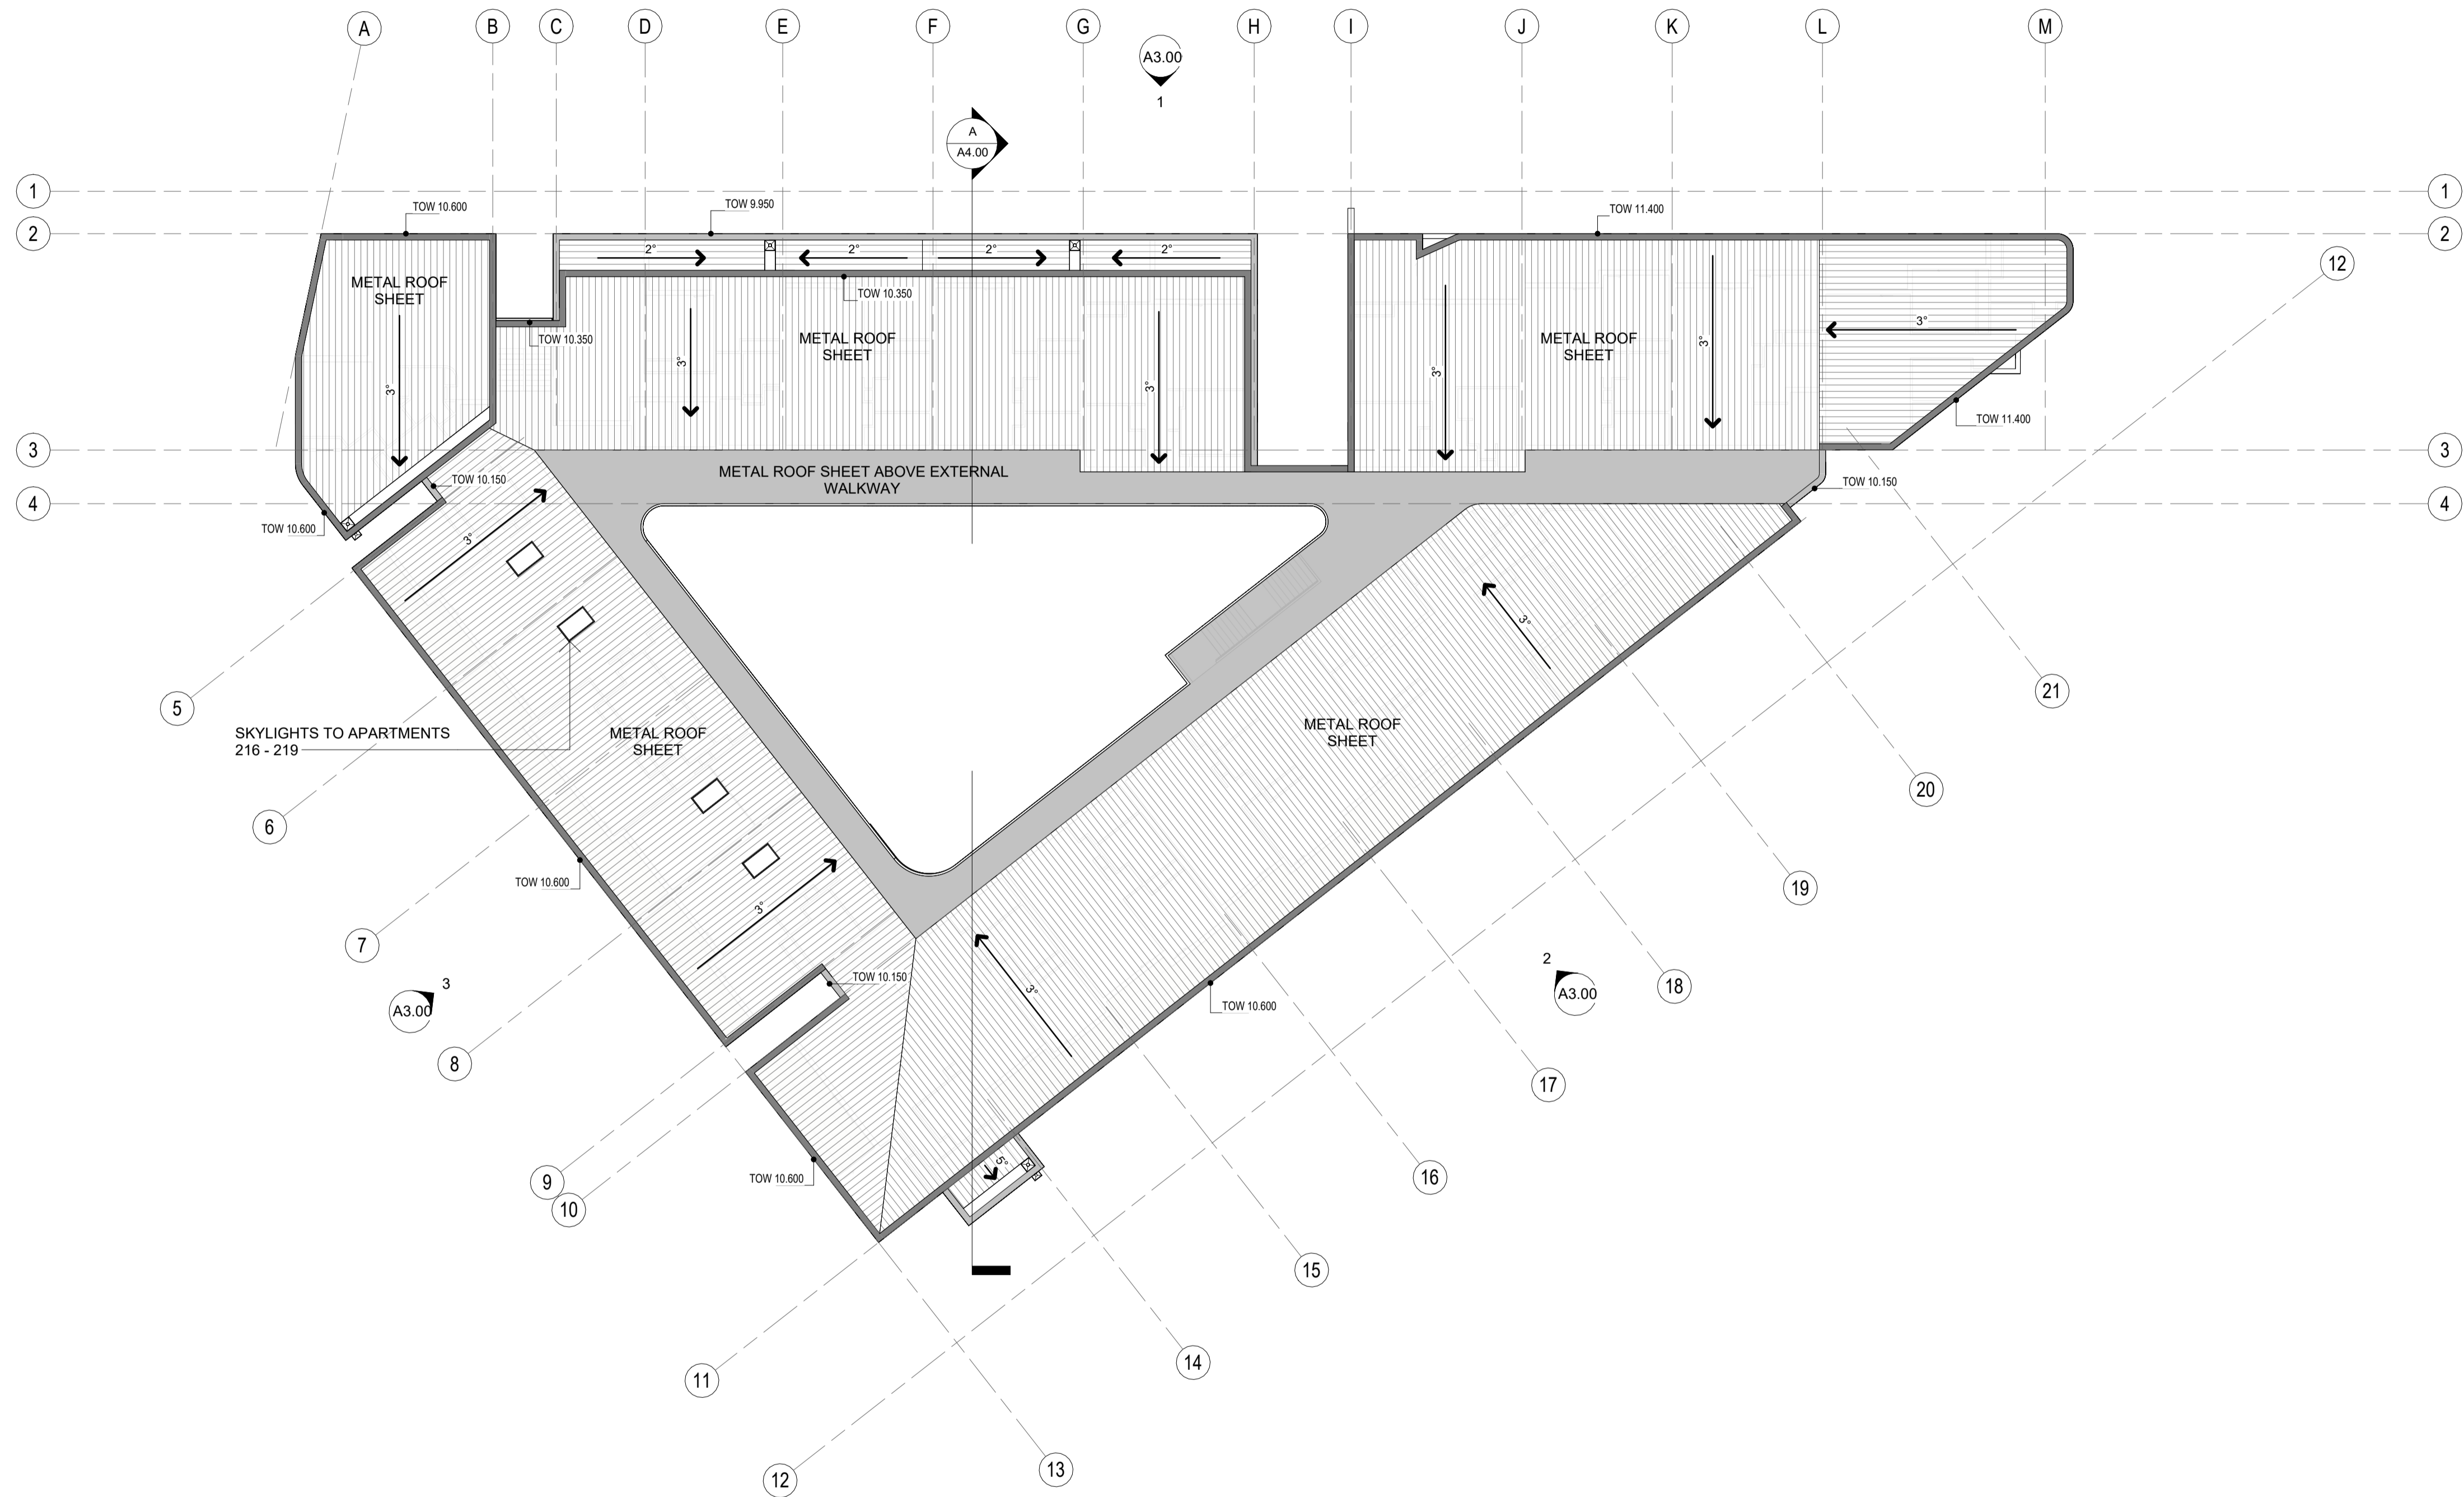 A
B
C
D
E
F
G
H
I
J
K
L
M
A3.00
1
A
A4.00
1
1
TOW 10.600
TOW 9.950
TOW 11.400
2
2
2°
2°
2°
2°
12
METAL ROOF
SHEET
TOW 10.350
TOW 10.350
METAL ROOF
SHEET
METAL ROOF
SHEET
3°
3°
3°
3°
3°
3°
TOW 11.400
3
3
METAL ROOF SHEET ABOVE EXTERNAL
WALKWAY
TOW 10.150
TOW 10.150
4
4
TOW 10.600
3°
3°
5
21
SKYLIGHTS TO APARTMENTS
216 - 219
METAL ROOF
SHEET
METAL ROOF
SHEET
20
6
TOW 10.600
19
3°
7
TOW 10.150
3
A3.00
3°
TOW 10.600
2
A3.00
18
8
17
5°
TOW 10.600
16
9
10
15
14
11
13
12